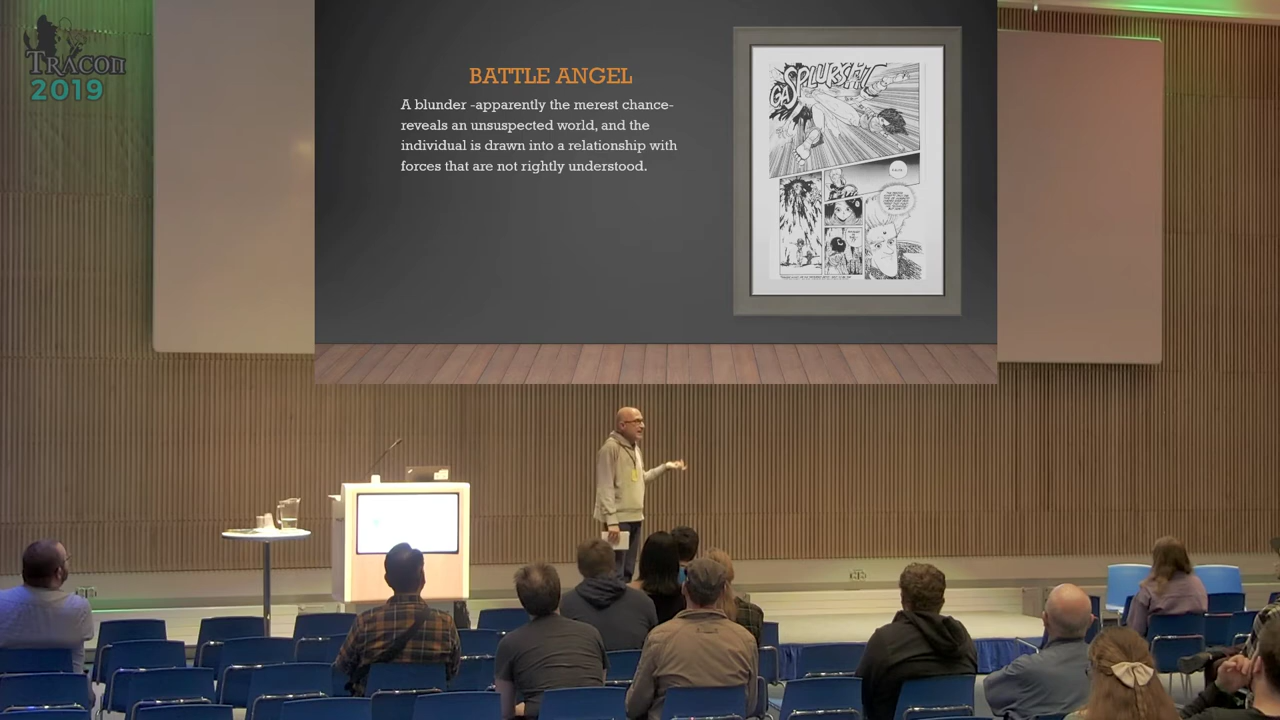 TRACON
2019
BATTLE ANGEL
A blunder -apparently the merest chance-
reveals an unsuspected world, and the
individual is drawn into a relationship with
forces that are not rightly understood.